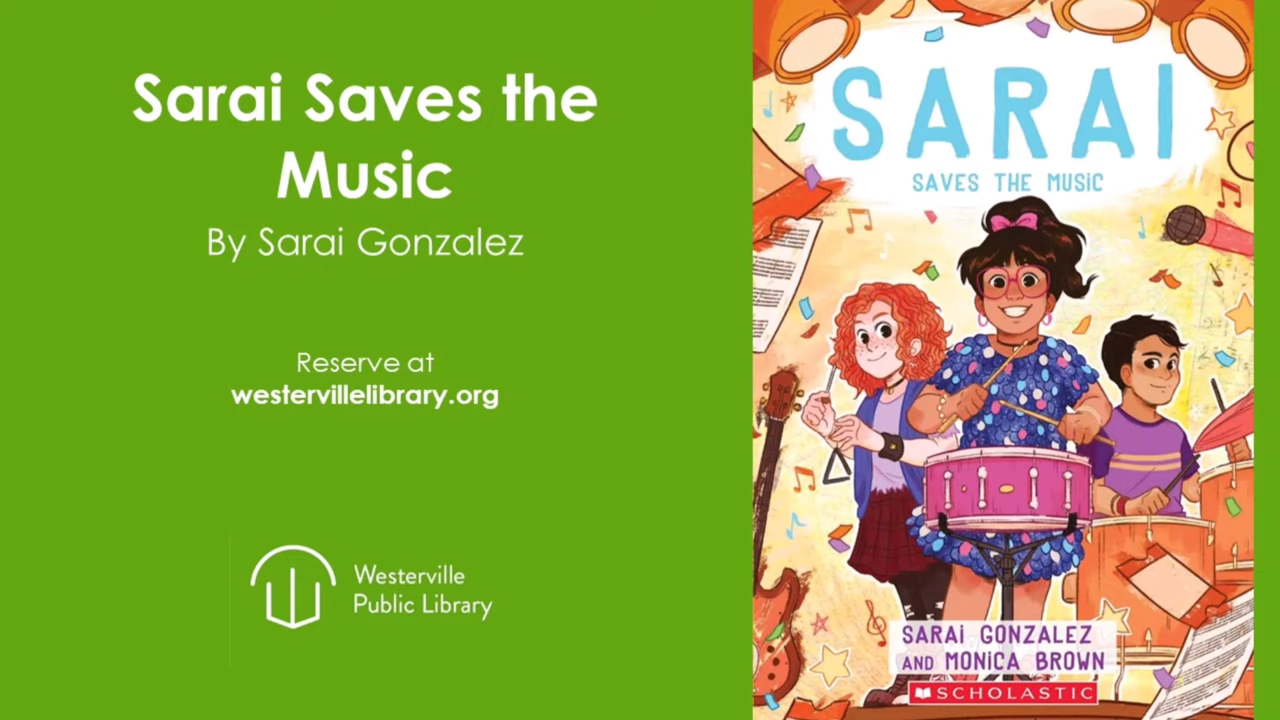 Sarai Saves the
Music
By Sarai Gonzalez
Reserve at
westervillelibrary.org
Westerville
Public Library
SARAI
SAVES THE MUSIC
SARAI GONZALEZ
AND MONICA BROWN
SCHOLASTIC